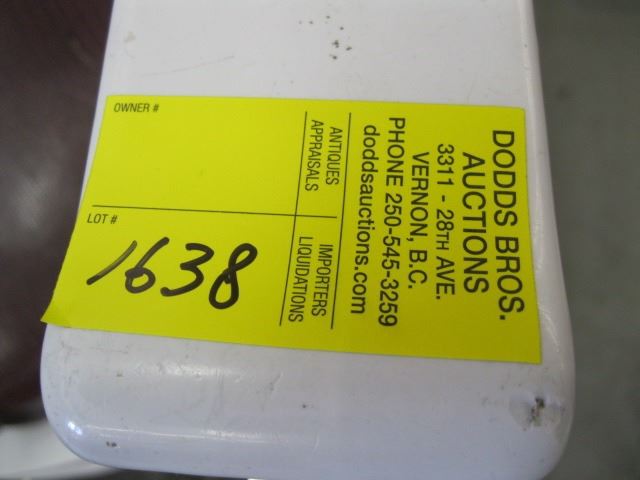 DODDS BROS.
AUCTIONS
3311 - 28TH AVE.
VERNON, B.C.
PHONE 250-545-3259
doddsauctions.com
ANTIQUES
APPRAISALS
IMPORTERS
LIQUIDATIONS
OWNER #
LOT #
1638